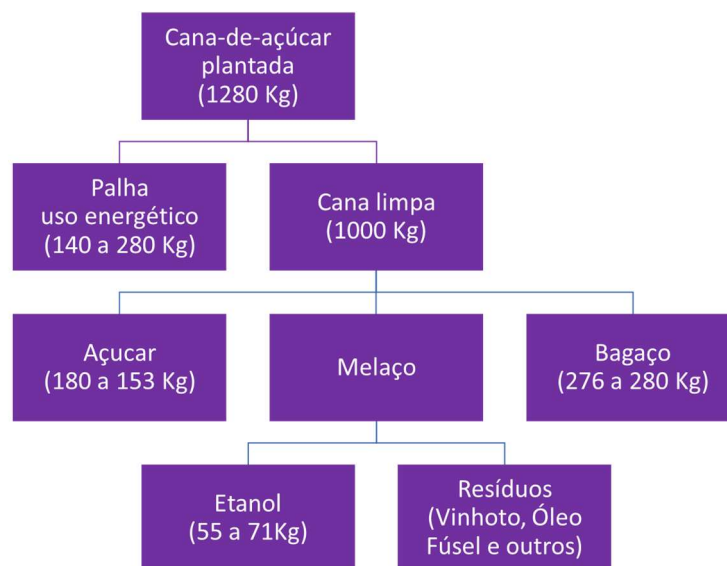 Cana-de-açúcar
plantada
(1280 Kg)
Palha
uso energético
(140 a 280 Kg)
Cana limpa
(1000 Kg)
Açucar
(180 a 153 Kg)
Melaço
Bagaço
(276 a 280 Kg)
Etanol
(55 a 71Kg)
Resíduos
(Vinhoto, Óleo
Fúsel e outros)